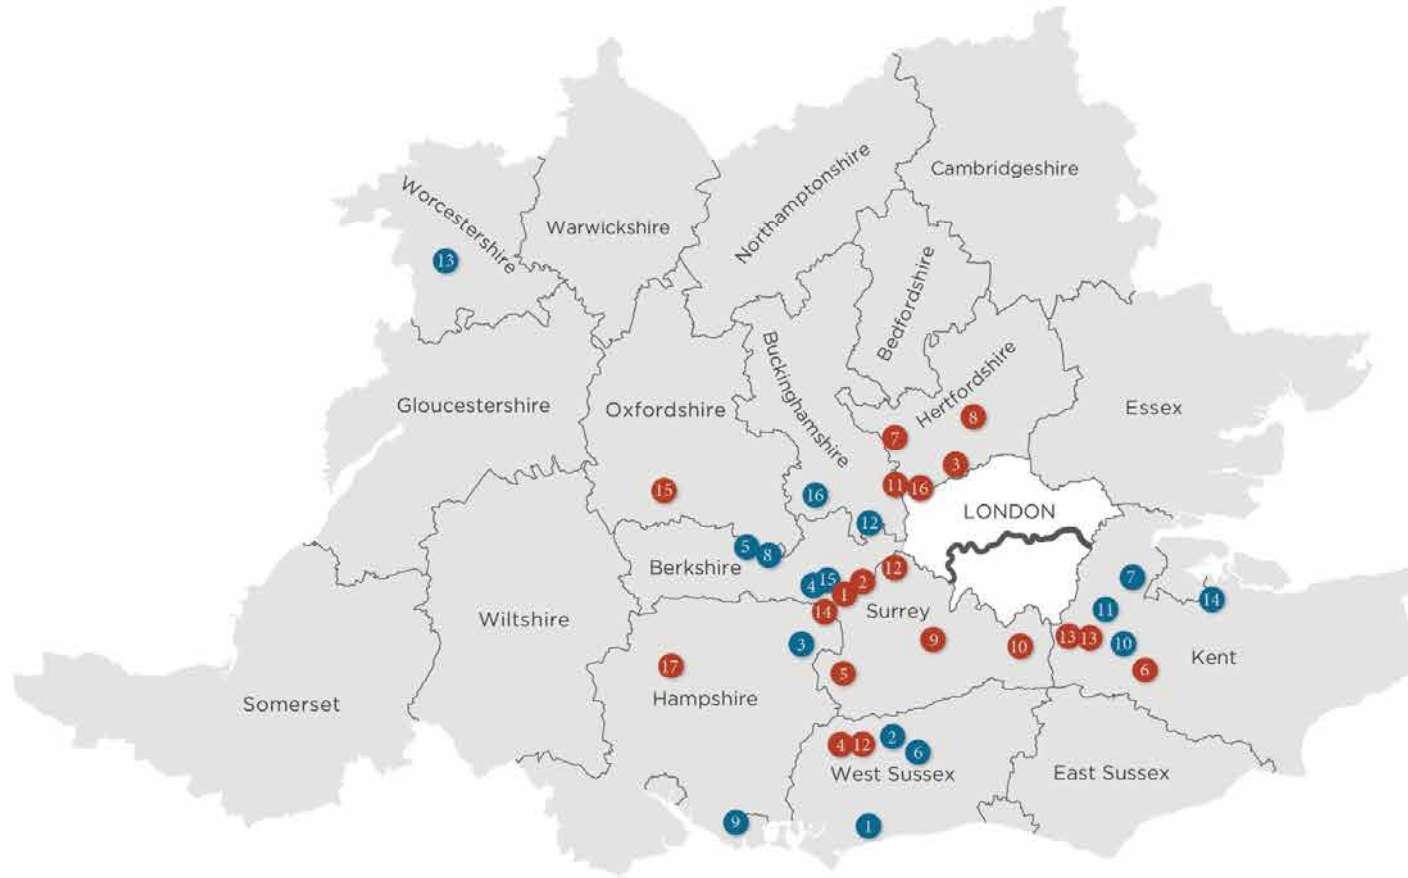 Cambridgeshire
Northamptonshire
Worcestershire
Warwickshire
13
Bedfordshire
Buckinghamshire
Hertfordshire
Gloucestershire
Oxfordshire
Essex
8
7
3
11
16
15
16
LONDON
12
5
8
Berkshire
12
7
4
15
2
1
14
Surrey
14
11
Wiltshire
3
9
10
13
13
10
Kent
17
5
6
Hampshire
Somerset
4
12
2
6
West Sussex
East Sussex
9
1